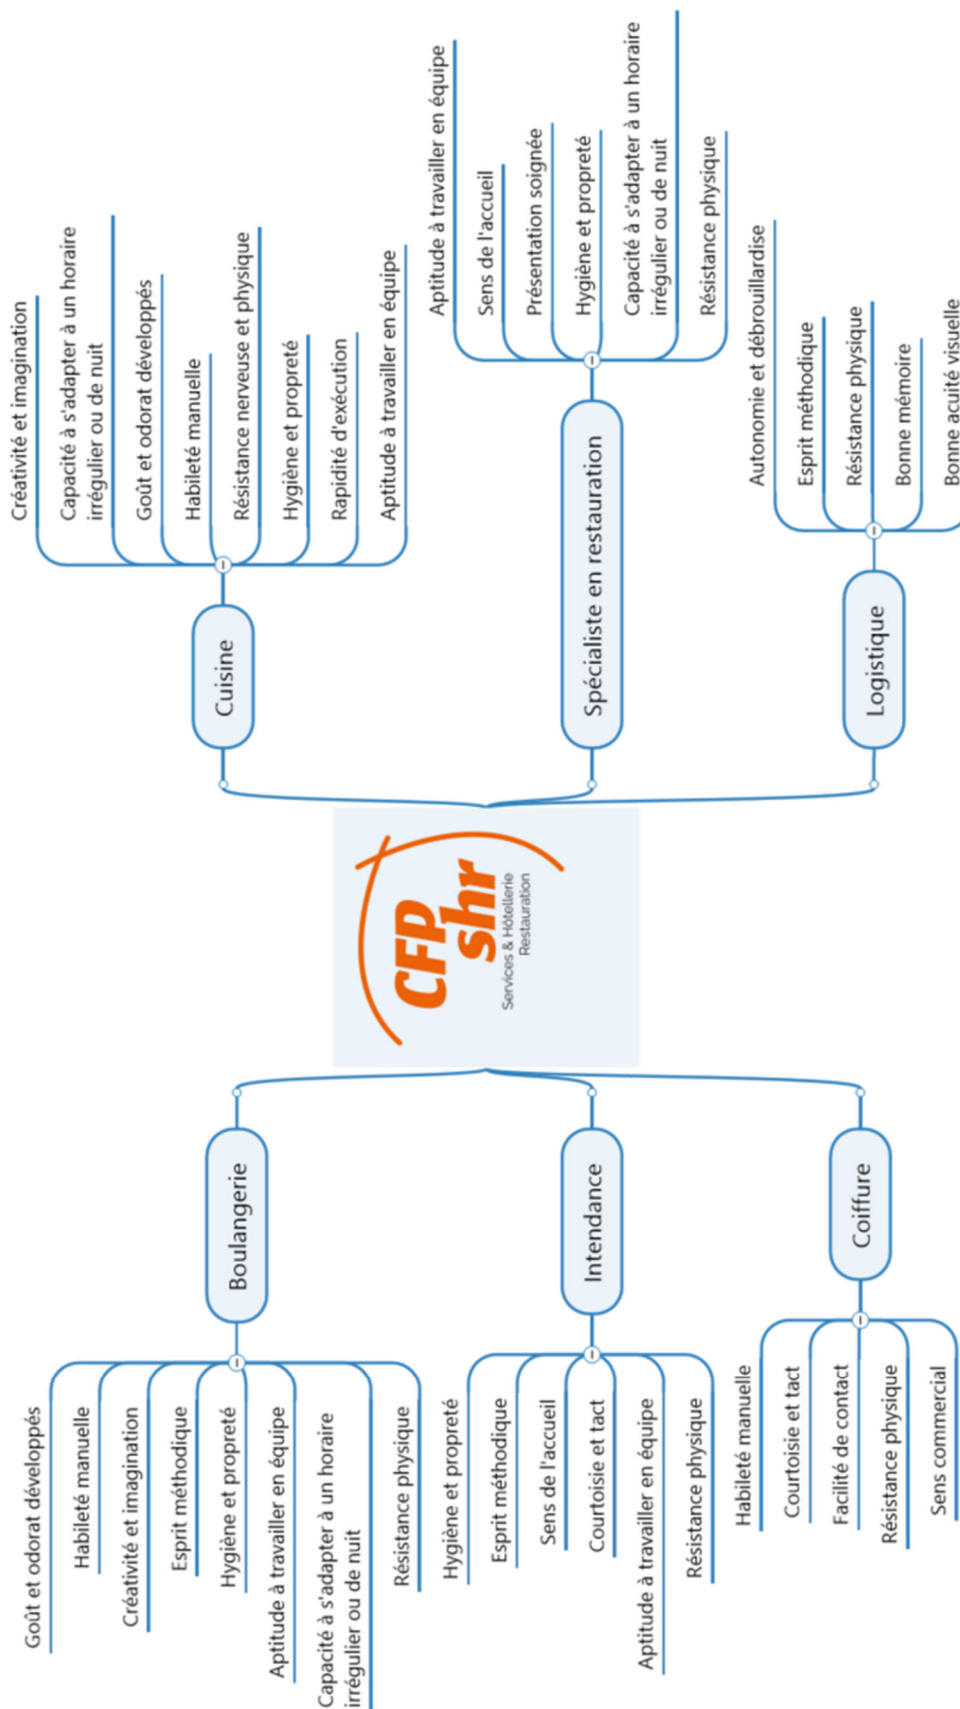 CFP
shr
Services & Hôtellerie
Restauration
Boulangerie
Goût et odorat développés
Habileté manuelle
Créativité et imagination
Esprit méthodique
Hygiène et propreté
Aptitude à travailler en équipe
Capacité à s'adapter à un horaire
irrégulier ou de nuit
Résistance physique
Intendance
Hygiène et propreté
Esprit méthodique
Sens de l'accueil
Courtoisie et tact
Aptitude à travailler en équipe
Résistance physique
Coiffure
Habileté manuelle
Courtoisie et tact
Facilité de contact
Résistance physique
Sens commercial
Cuisine
Créativité et imagination
Capacité à s'adapter à un horaire
irrégulier ou de nuit
Goût et odorat développés
Habileté manuelle
Résistance nerveuse et physique
Hygiène et propreté
Rapidité d'exécution
Aptitude à travailler en équipe
Spécialiste en restauration
Aptitude à travailler en équipe
Sens de l'accueil
Présentation soignée
Hygiène et propreté
Capacité à s'adapter à un horaire
irrégulier ou de nuit
Résistance physique
Logistique
Autonomie et débrouillardise
Esprit méthodique
Résistance physique
Bonne mémoire
Bonne acuité visuelle